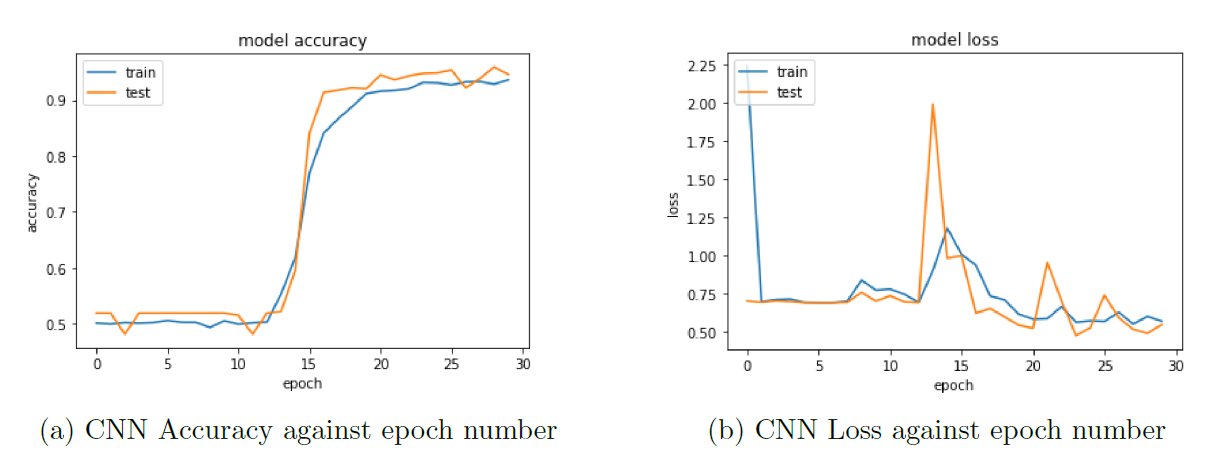 model accuracy
train
test
0.9
0.8
0.7
0.6
0.5
accuracy
0 5 10 15 20 25 30
epoch
(a) CNN Accuracy against epoch number
model loss
train
test
2.25
2.00
1.75
1.50
1.25
1.00
0.75
0.50
loss
0 5 10 15 20 25 30
epoch
(b) CNN Loss against epoch number